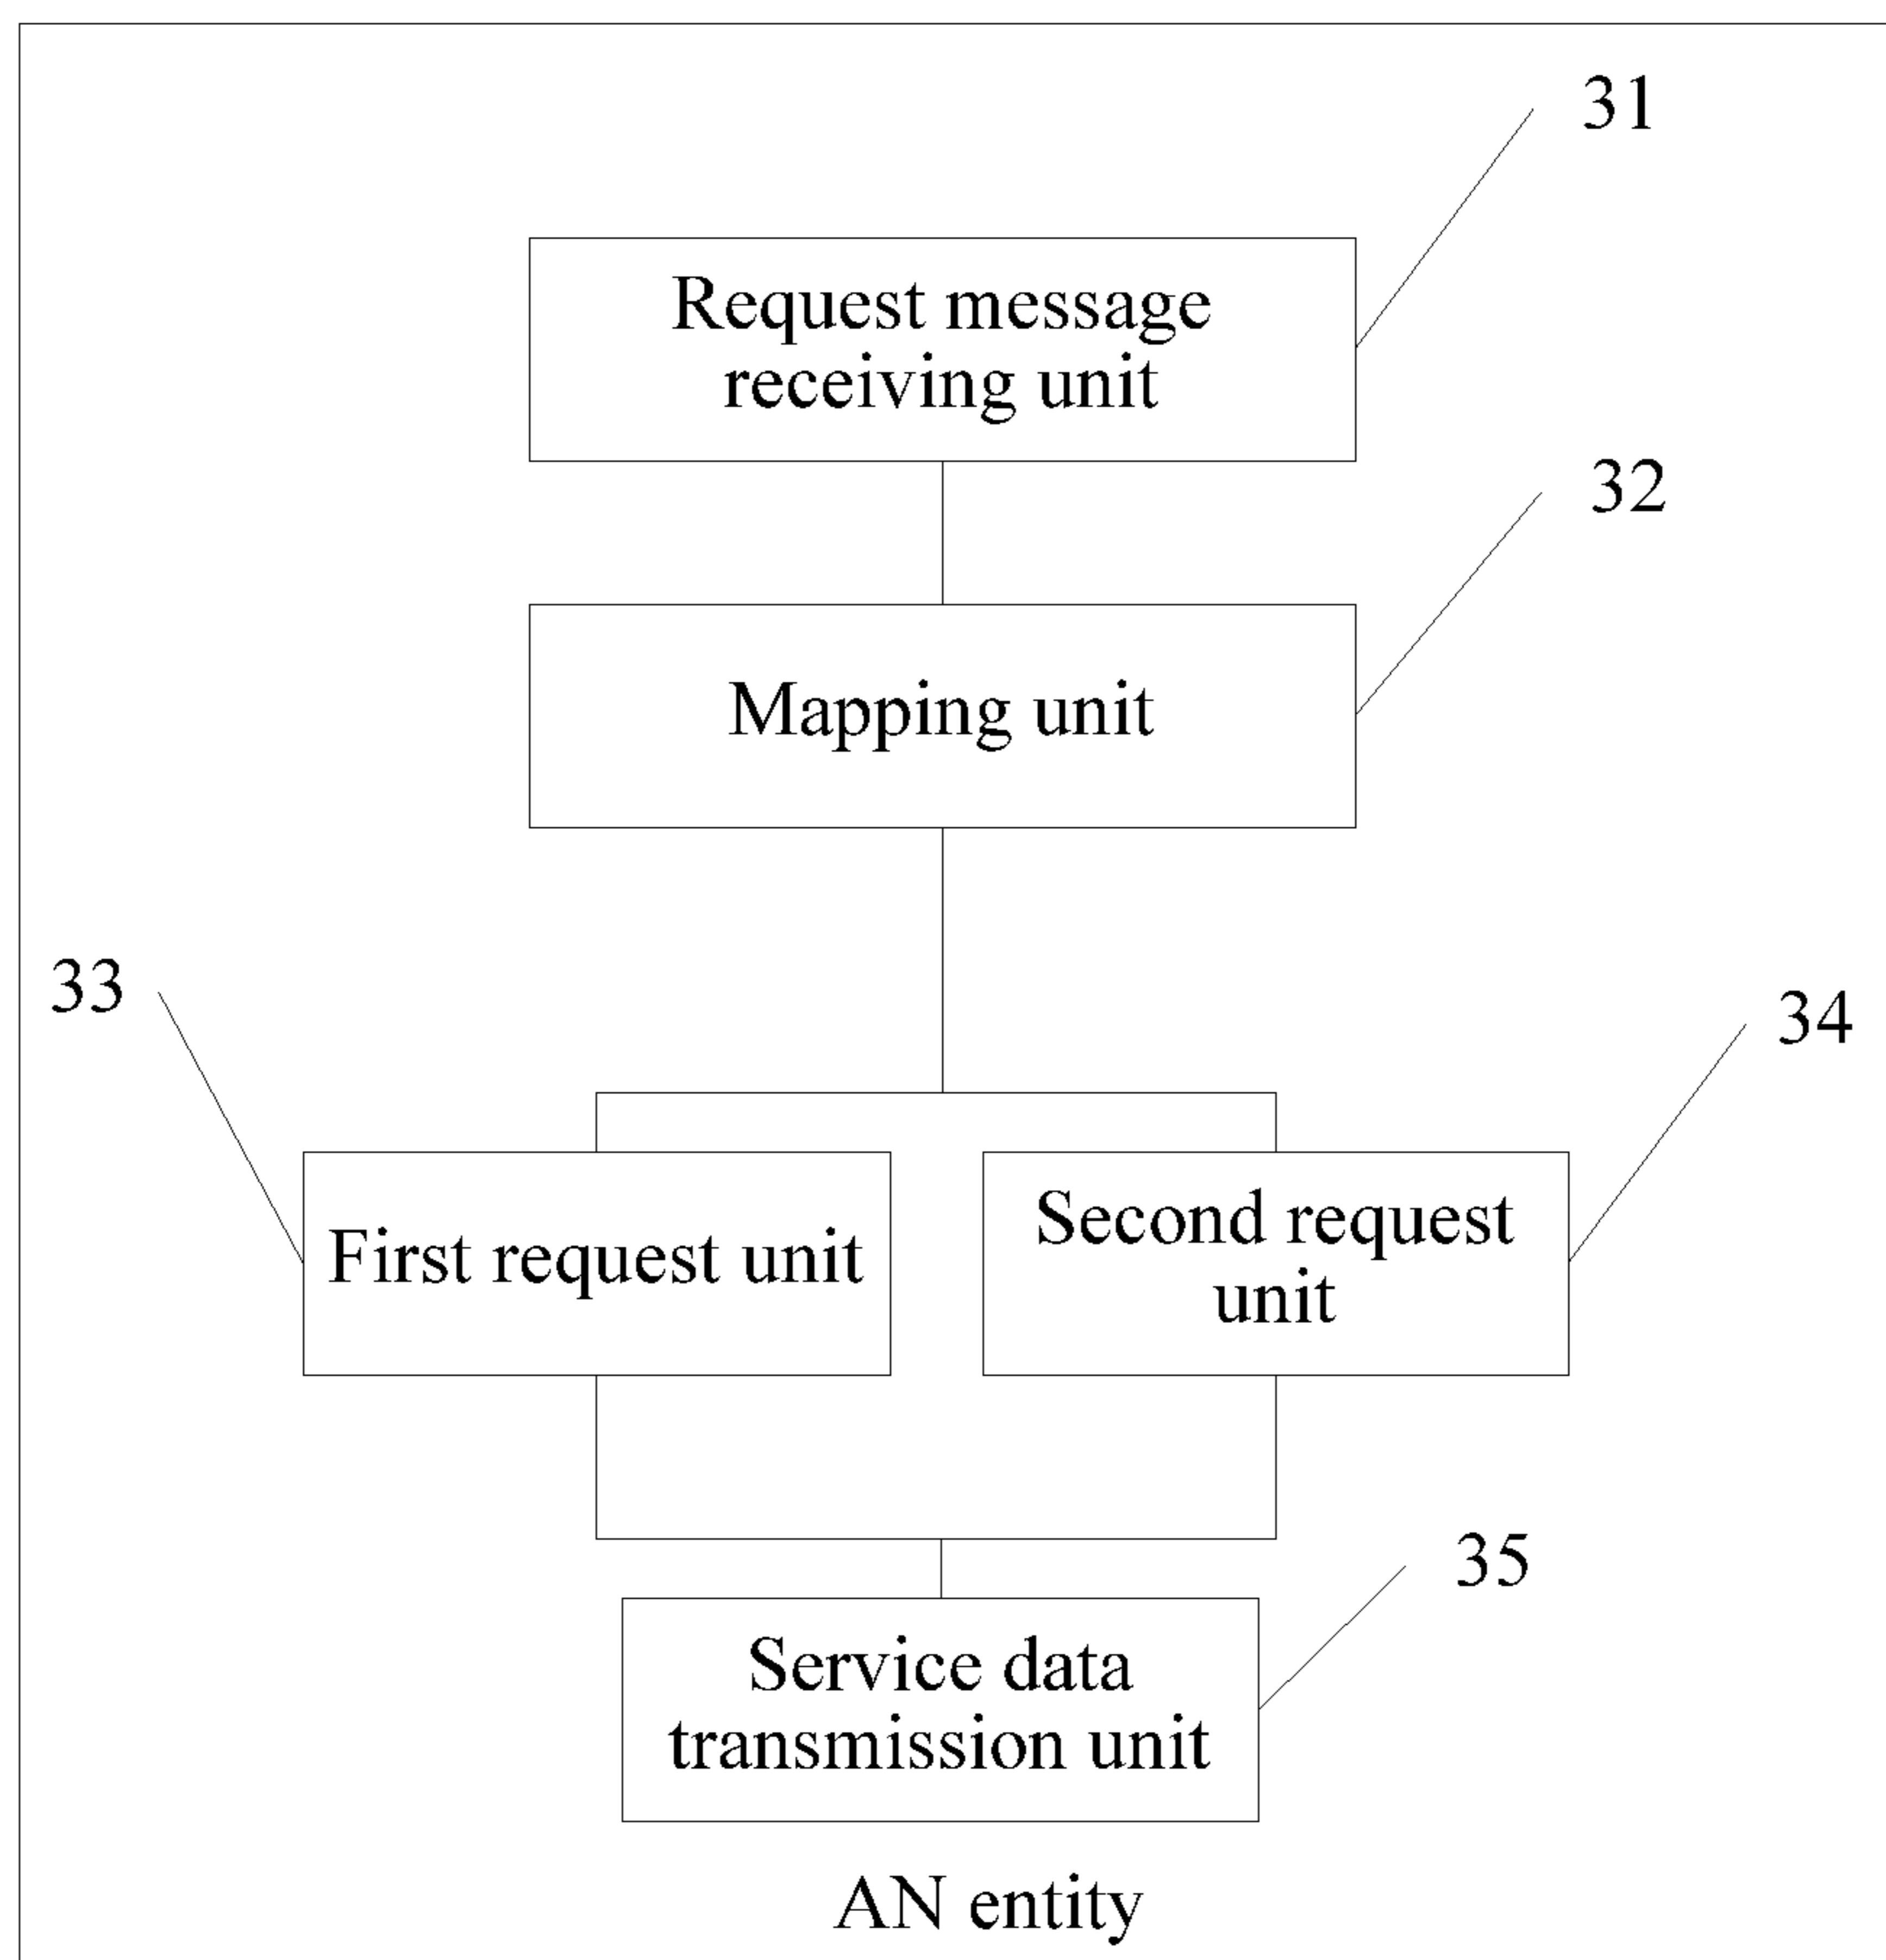 31
Request message
receiving unit
32
Mapping unit
33
34
First request unit
Second request
unit
35
Service data
transmission unit
AN entity